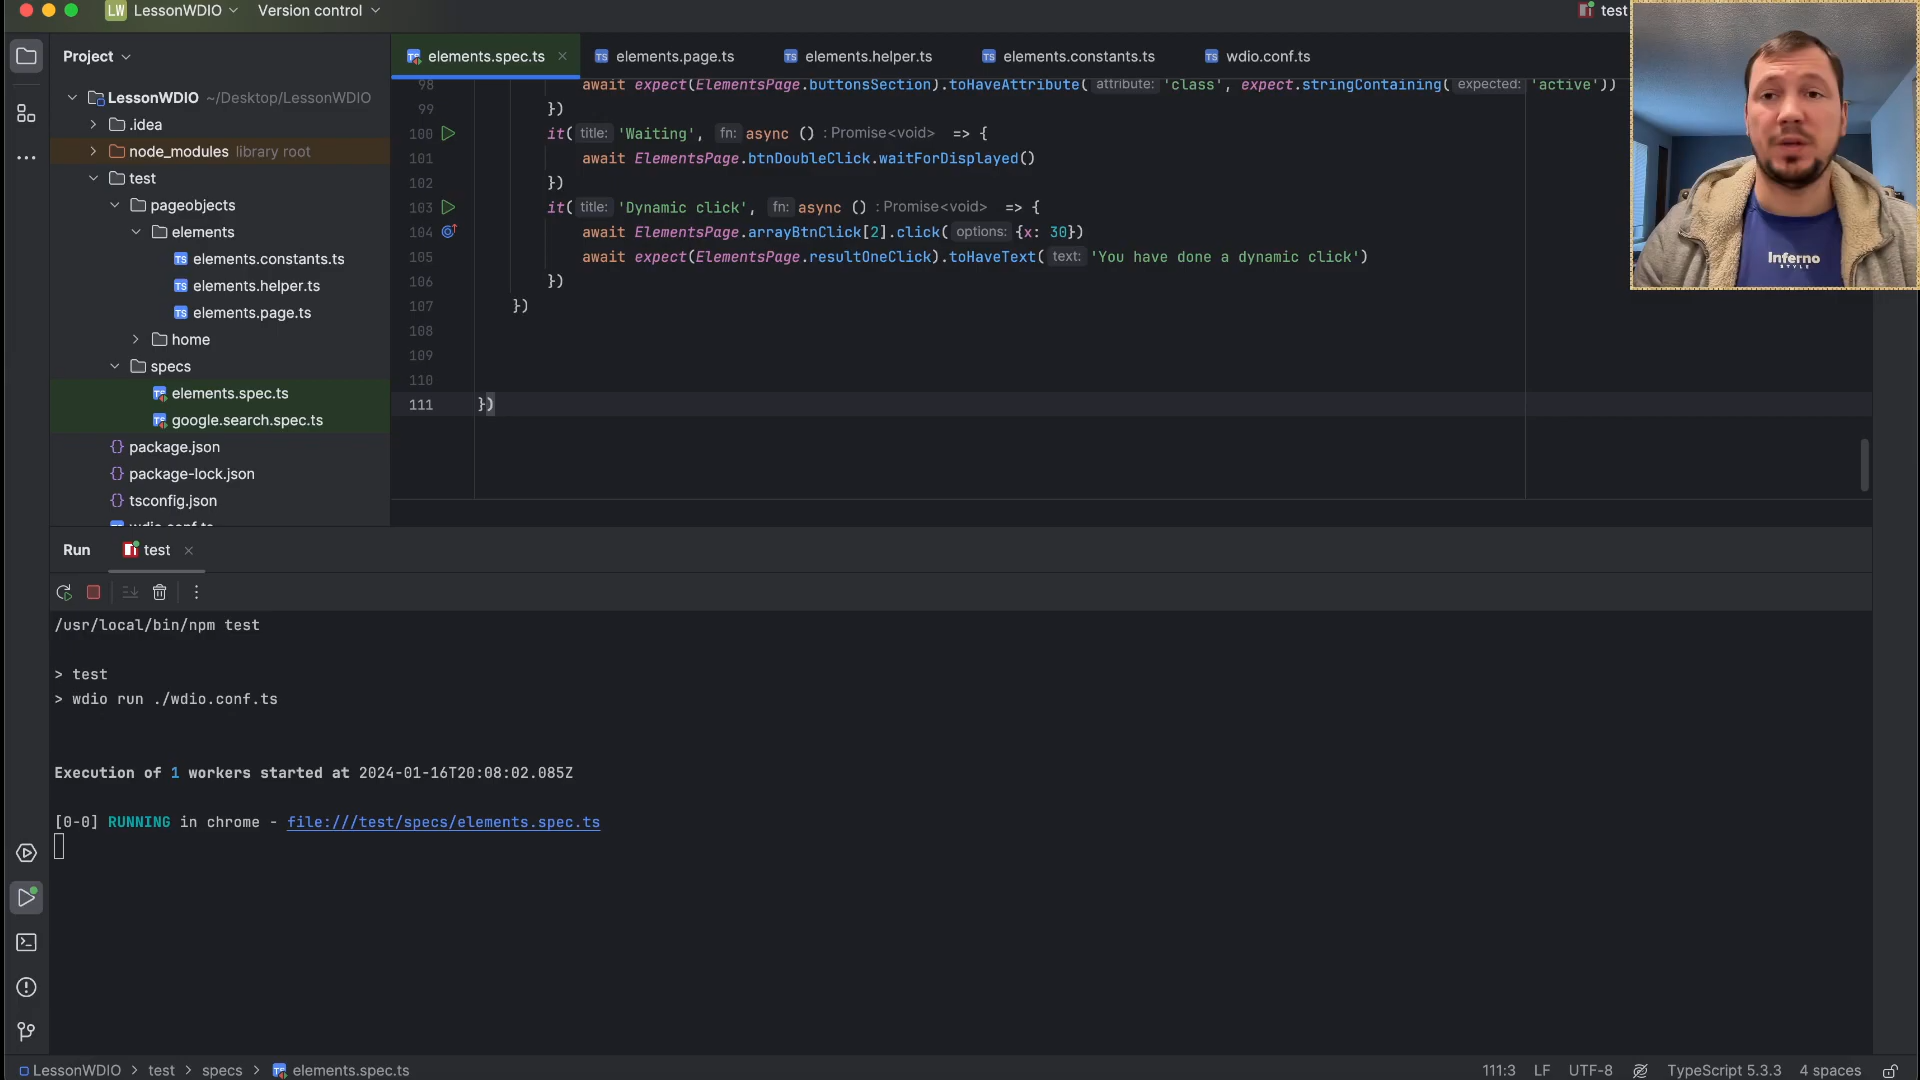 LW LessonWDIO Version control test
Project elements.spec.ts elements.page.ts elements.helper.ts elements.constants.ts wdio.conf.ts
LessonWDIO ~/Desktop/LessonWDIO
.idea
node_modules library root
test
pageobjects
elements
elements.constants.ts
elements.helper.ts
elements.page.ts
home
specs
elements.spec.ts
google.search.spec.ts
package.json
package-lock.json
tsconfig.json
wdio.conf.ts
98 await expect(ElementsPage.buttonsSection).toHaveAttribute( attribute: 'class', expect.stringContaining( expected: 'active'))
99 })
100 it( title: 'Waiting', fn: async () : Promise<void> => {
101 await ElementsPage.btnDoubleClick.waitForDisplayed()
102 })
103 it( title: 'Dynamic click', fn: async () : Promise<void> => {
104 await ElementsPage.arrayBtnClick[2].click( options: {x: 30})
105 await expect(ElementsPage.resultOneClick).toHaveText( text: 'You have done a dynamic click')
106 })
107 })
108
109
110
111 })
Inferno
STYLE
Run test
/usr/local/bin/npm test
> test
> wdio run ./wdio.conf.ts
Execution of 1 workers started at 2024-01-16T20:08:02.085Z
[0-0] RUNNING in chrome - file:///test/specs/elements.spec.ts
LessonWDIO > test > specs > elements.spec.ts 111:3 LF UTF-8 TypeScript 5.3.3 4 spaces